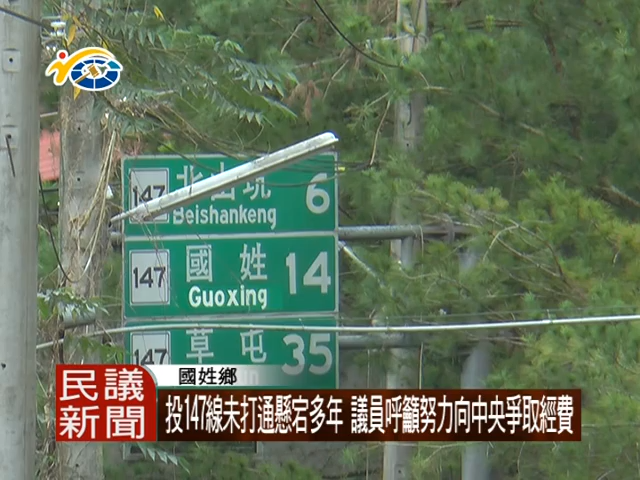 147 北山坑 6
Beishankeng
147 國姓 14
Guoxing
147 草屯 35
民議新聞
國姓鄉
投147線未打通懸宕多年 議員呼籲努力向中央爭取經費